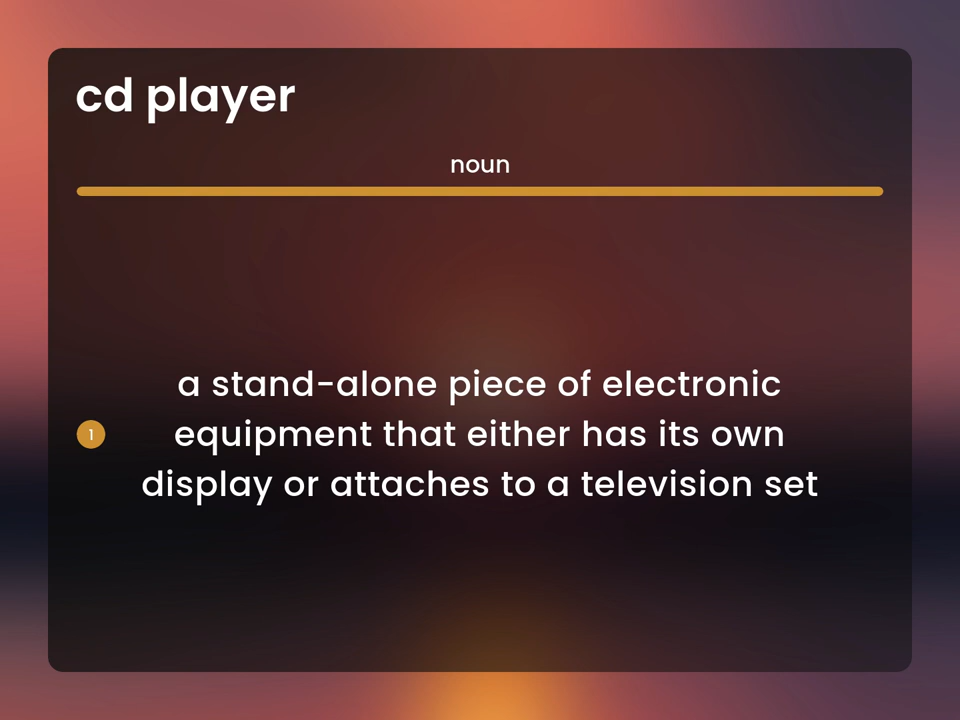 cd player
noun
a stand-alone piece of electronic
1 equipment that either has its own
display or attaches to a television set